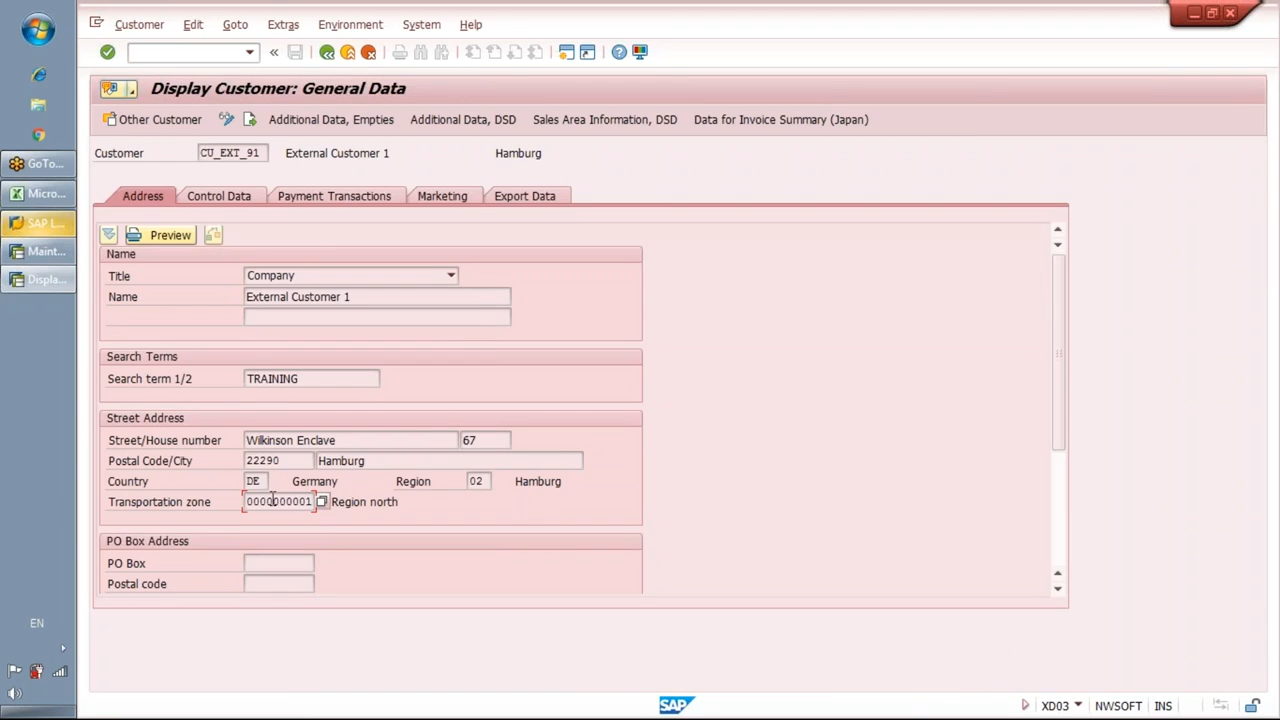 Customer Edit Goto Extras Environment System Help
Display Customer: General Data
Other Customer Additional Data, Empties Additional Data, DSD Sales Area Information, DSD Data for Invoice Summary (Japan)
Customer CU_EXT_91 External Customer 1 Hamburg
Address Control Data Payment Transactions Marketing Export Data
GoTo...
Micro...
SAP L...
Maint...
Displa...
Preview
Name
Title Company
Name External Customer 1
Search Terms
Search term 1/2 TRAINING
Street Address
Street/House number Wilkinson Enclave 67
Postal Code/City 22290 Hamburg
Country DE Germany Region 02 Hamburg
Transportation zone 0000000001 Region north
PO Box Address
PO Box
Postal code
EN
SAP
XD03 NWSOFT INS